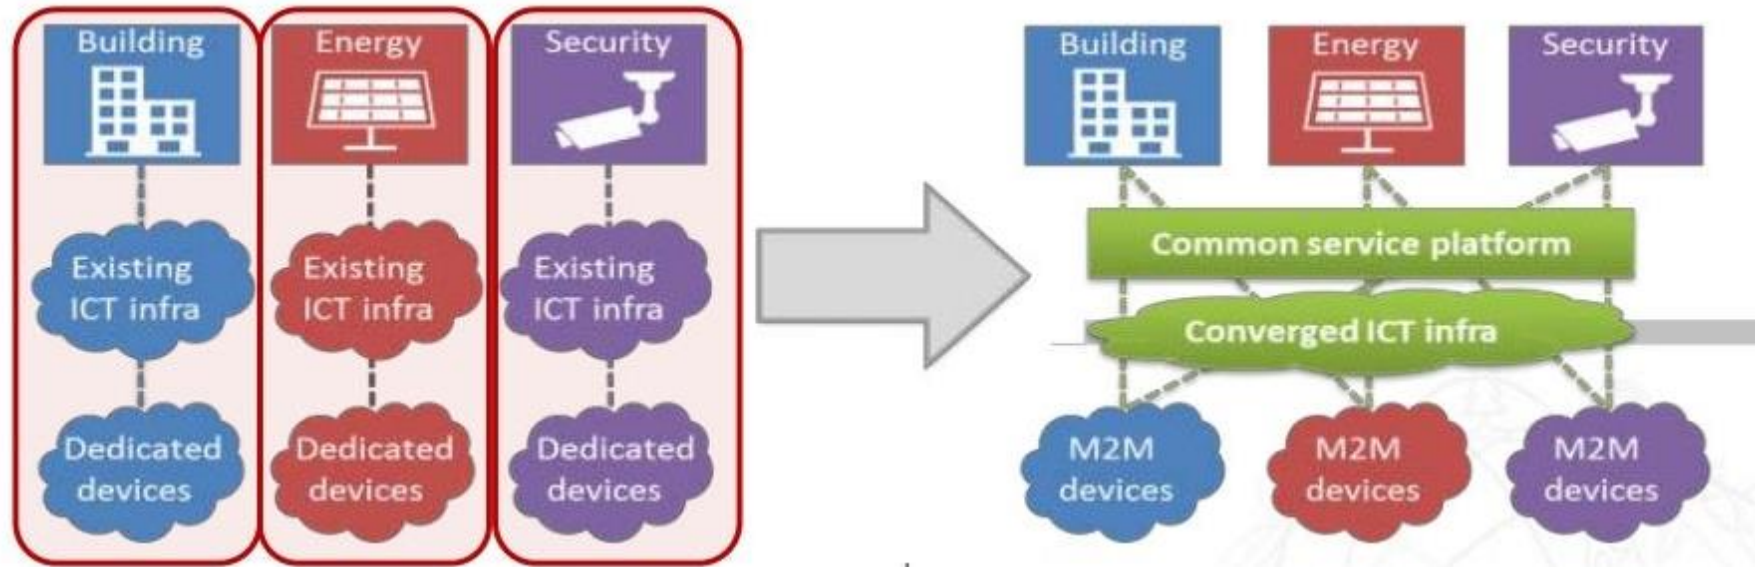 Building
Energy
Security
Existing
ICT infra
Existing
ICT infra
Existing
ICT infra
Dedicated
devices
Dedicated
devices
Dedicated
devices
Building
Energy
Security
Common service platform
Converged ICT infra
M2M
devices
M2M
devices
M2M
devices